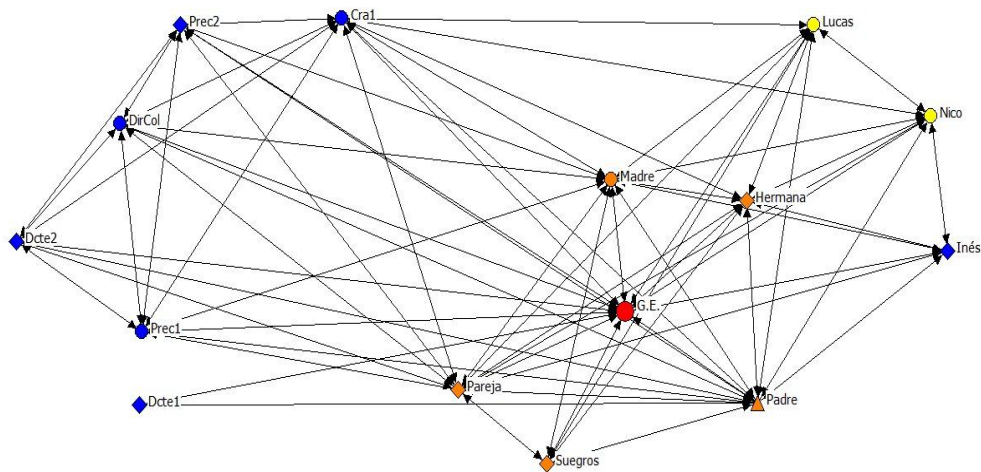 Prec2
Cra1
Lucas
DirCol
Nico
Madre
Hermana
Dcte2
Inés
G.E.
Prec1
Pareja
Padre
Dcte1
Suegros